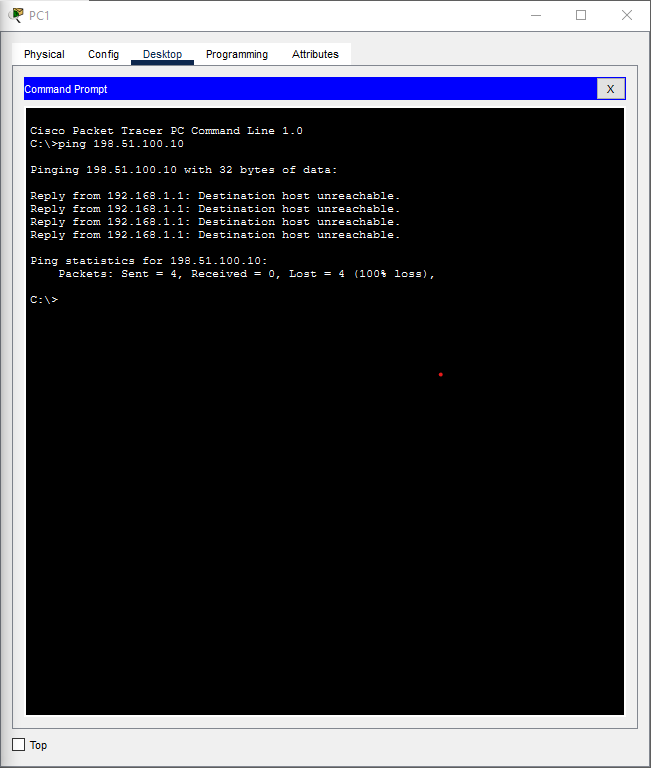 PC1
Physical Config Desktop Programming Attributes
Command Prompt X
Cisco Packet Tracer PC Command Line 1.0
C:\>ping 198.51.100.10
Pinging 198.51.100.10 with 32 bytes of data:
Reply from 192.168.1.1: Destination host unreachable.
Reply from 192.168.1.1: Destination host unreachable.
Reply from 192.168.1.1: Destination host unreachable.
Reply from 192.168.1.1: Destination host unreachable.
Ping statistics for 198.51.100.10:
    Packets: Sent = 4, Received = 0, Lost = 4 (100% loss),
C:\>
Top